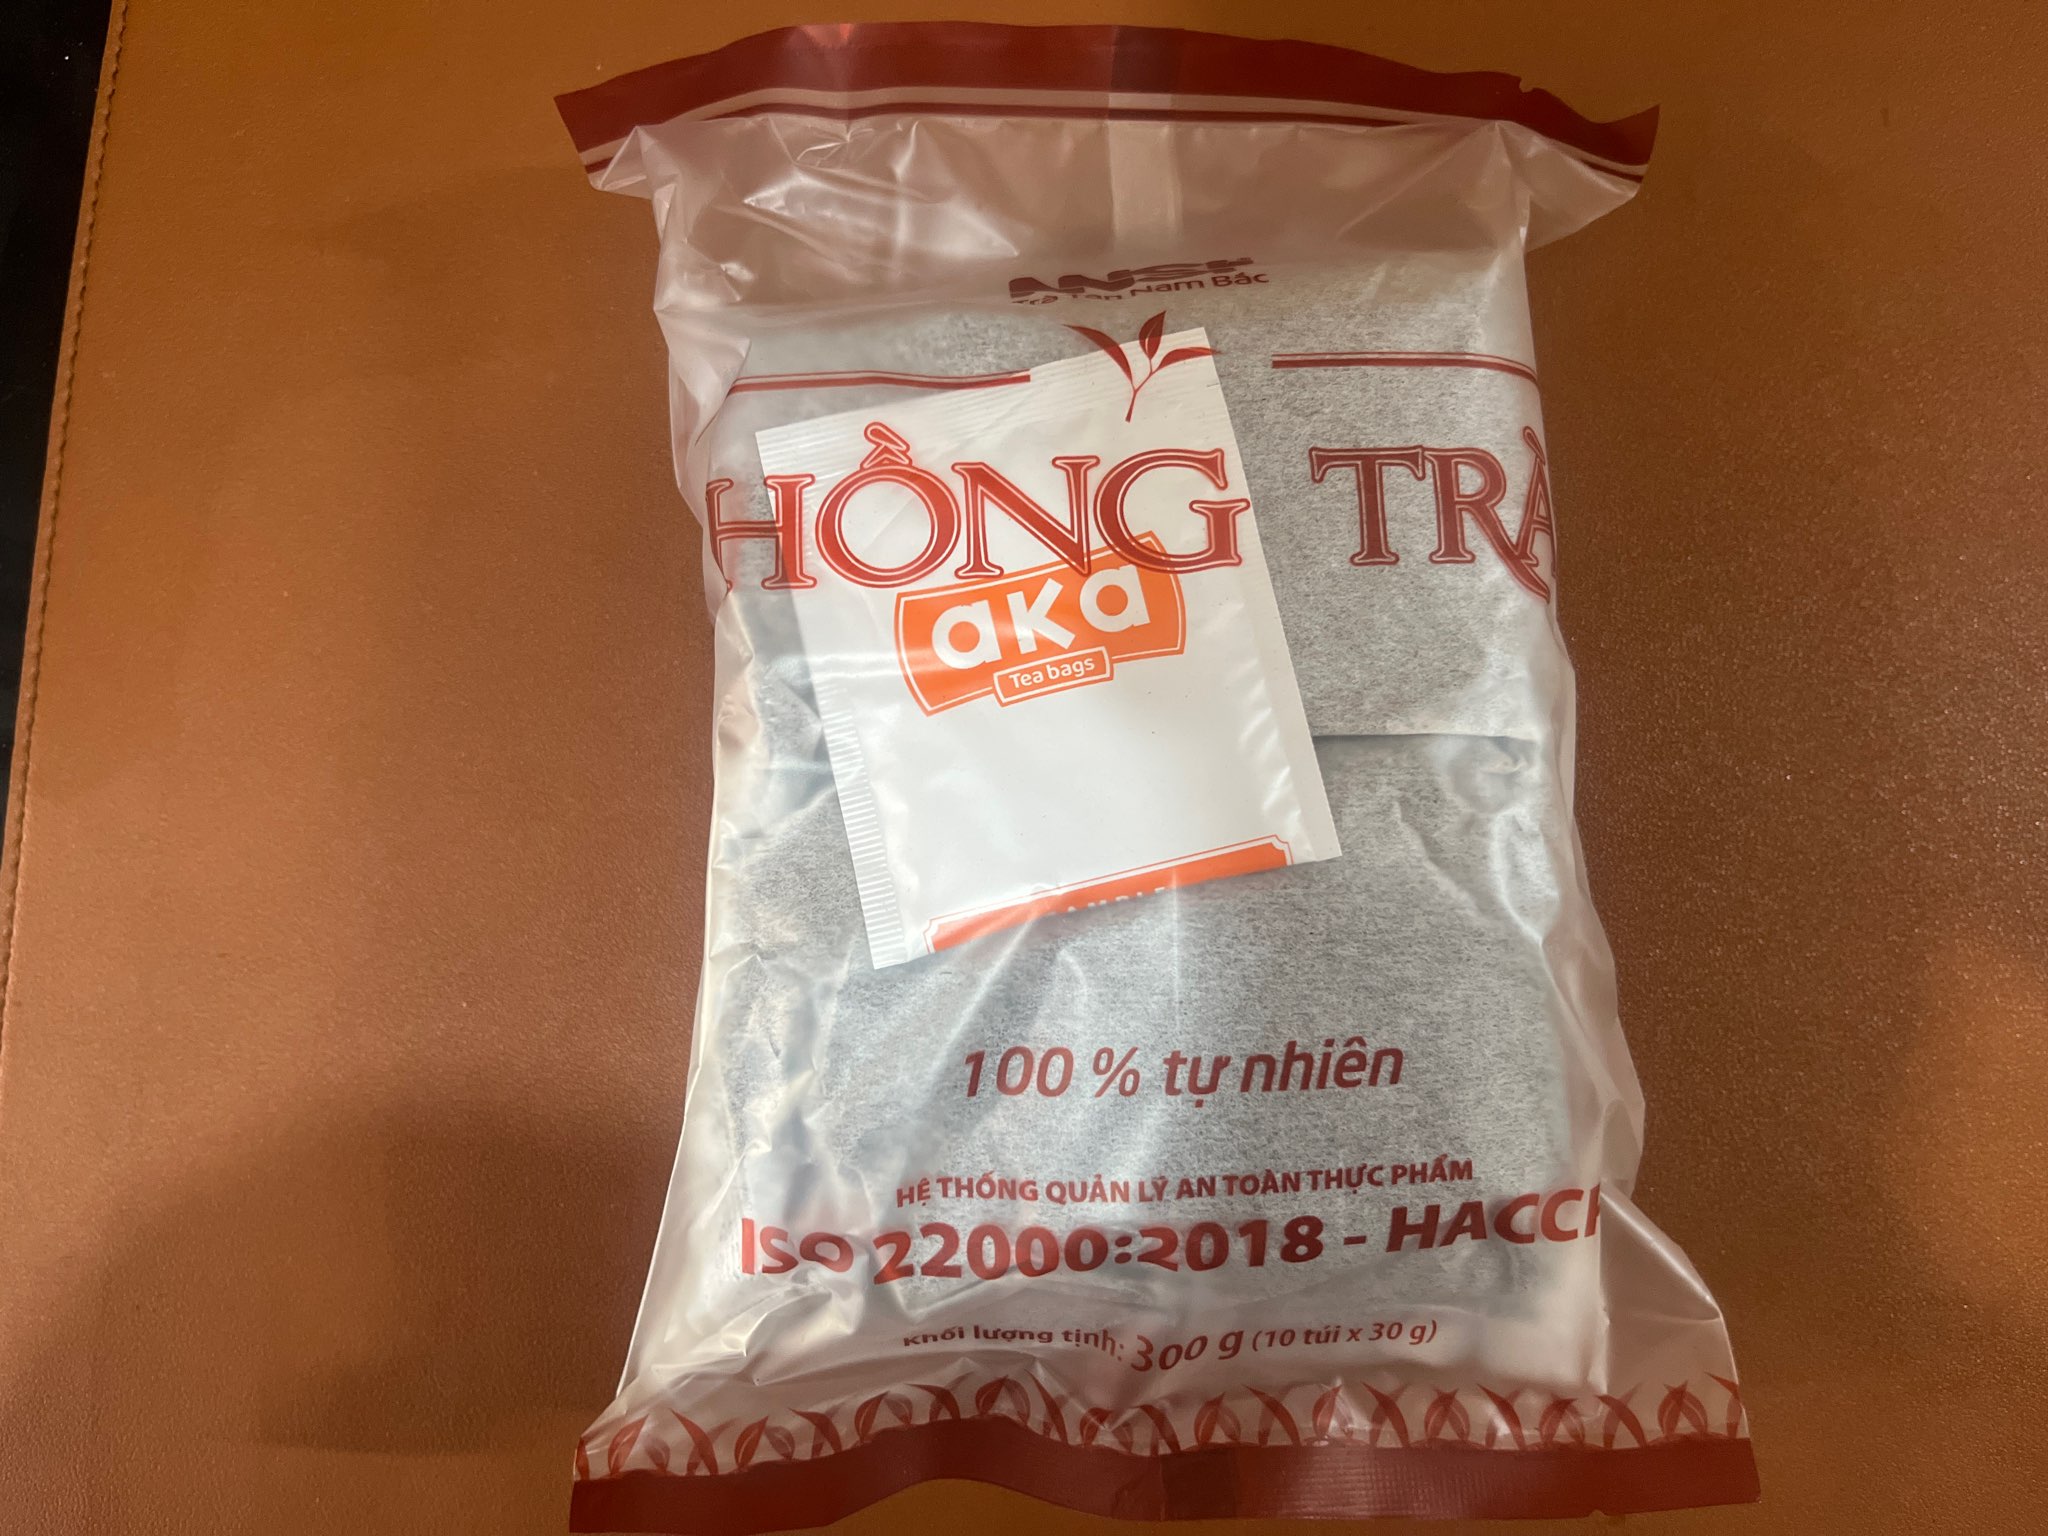 Trà Tân Nam Bắc
HỒNG TRÀ
aka
Tea bags
100 % tự nhiên
HỆ THỐNG QUẢN LÝ AN TOÀN THỰC PHẨM
ISO 22000:2018 - HACCP
Khối lượng tịnh: 300 g (10 túi x 30 g)